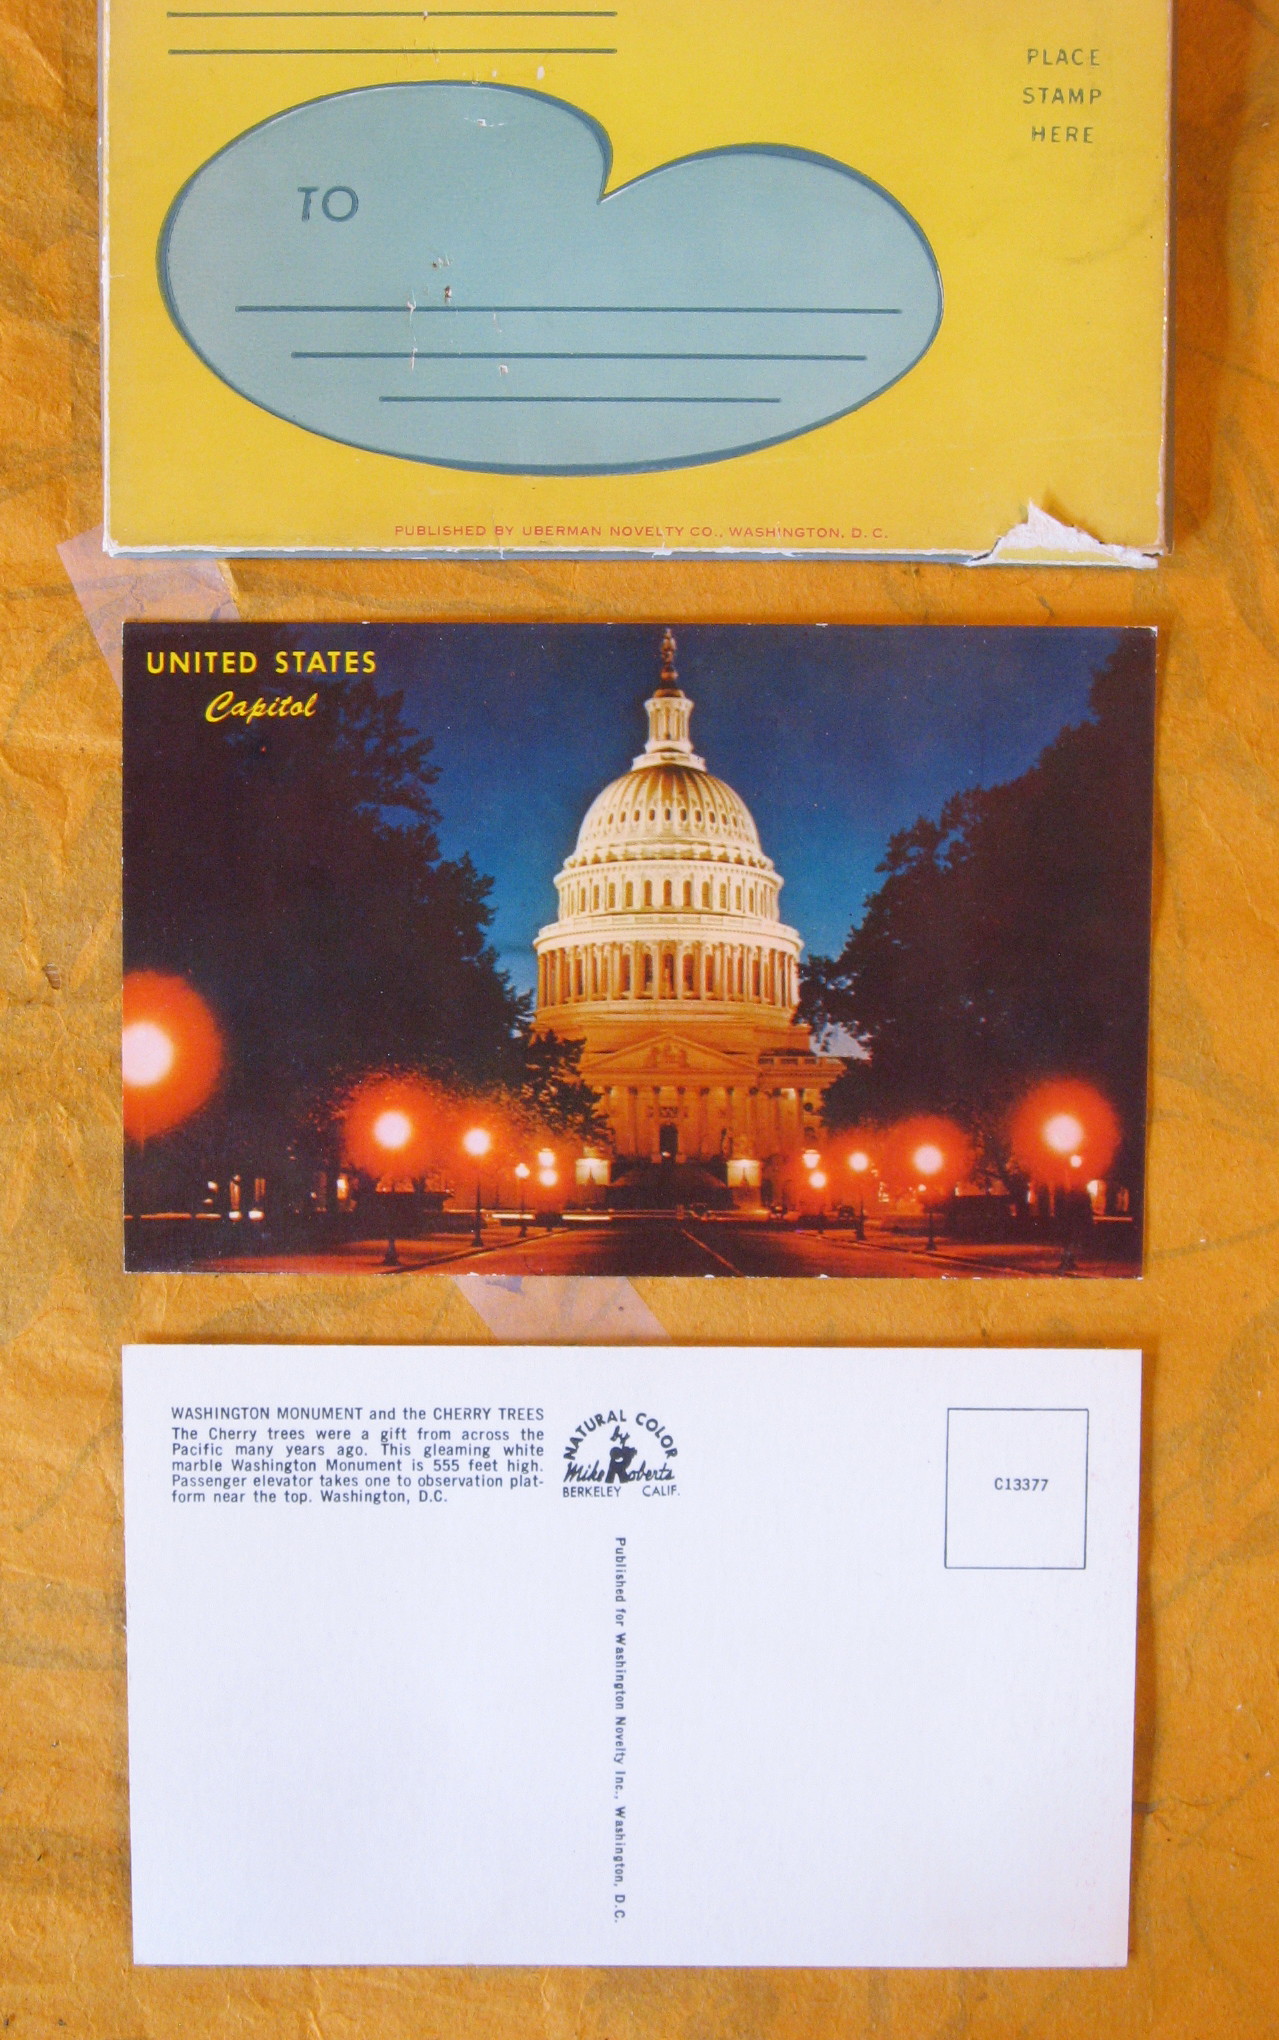 PLACE
STAMP
HERE
TO
PUBLISHED BY UBERMAN NOVELTY CO., WASHINGTON, D. C.
UNITED STATES
Capitol
WASHINGTON MONUMENT and the CHERRY TREES
The Cherry trees were a gift from across the
Pacific many years ago. This gleaming white
marble Washington Monument is 555 feet high.
Passenger elevator takes one to observation plat-
form near the top. Washington, D.C.
NATURAL COLOR
by
Mike Roberts
BERKELEY CALIF.
C13377
Published for Washington Novelty Inc., Washington, D.C.